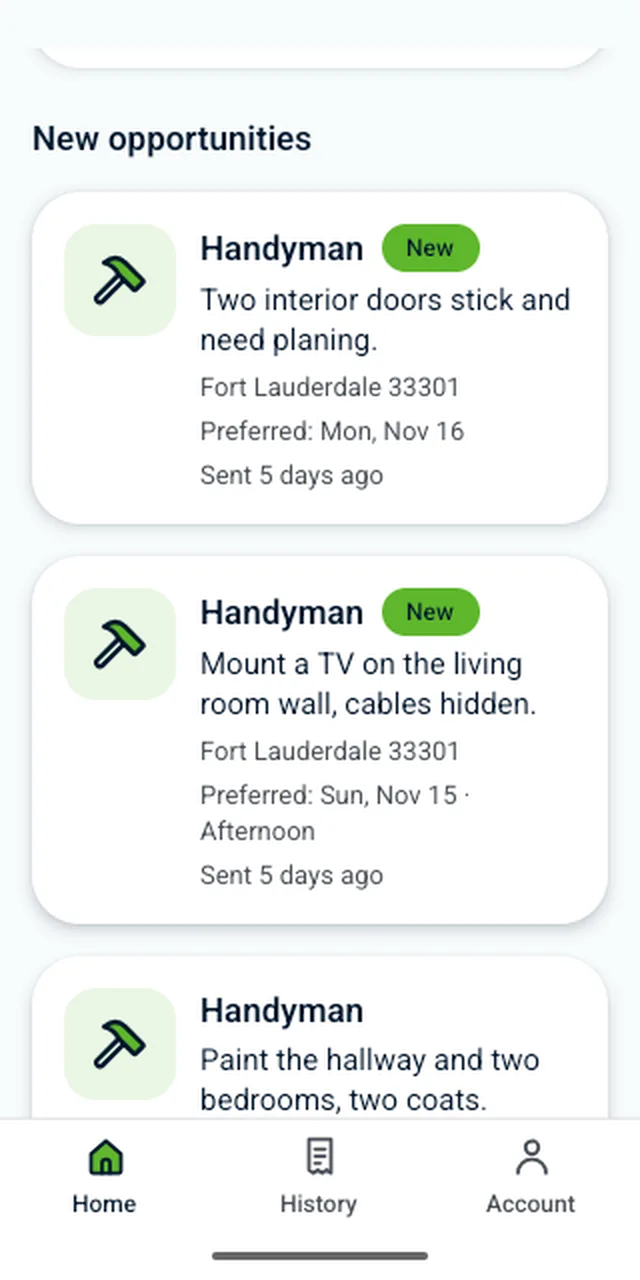 New opportunities
Handyman New
Two interior doors stick and
need planing.
Fort Lauderdale 33301
Preferred: Mon, Nov 16
Sent 5 days ago
Handyman New
Mount a TV on the living
room wall, cables hidden.
Fort Lauderdale 33301
Preferred: Sun, Nov 15 ·
Afternoon
Sent 5 days ago
Handyman
Paint the hallway and two
bedrooms, two coats.
Home History Account